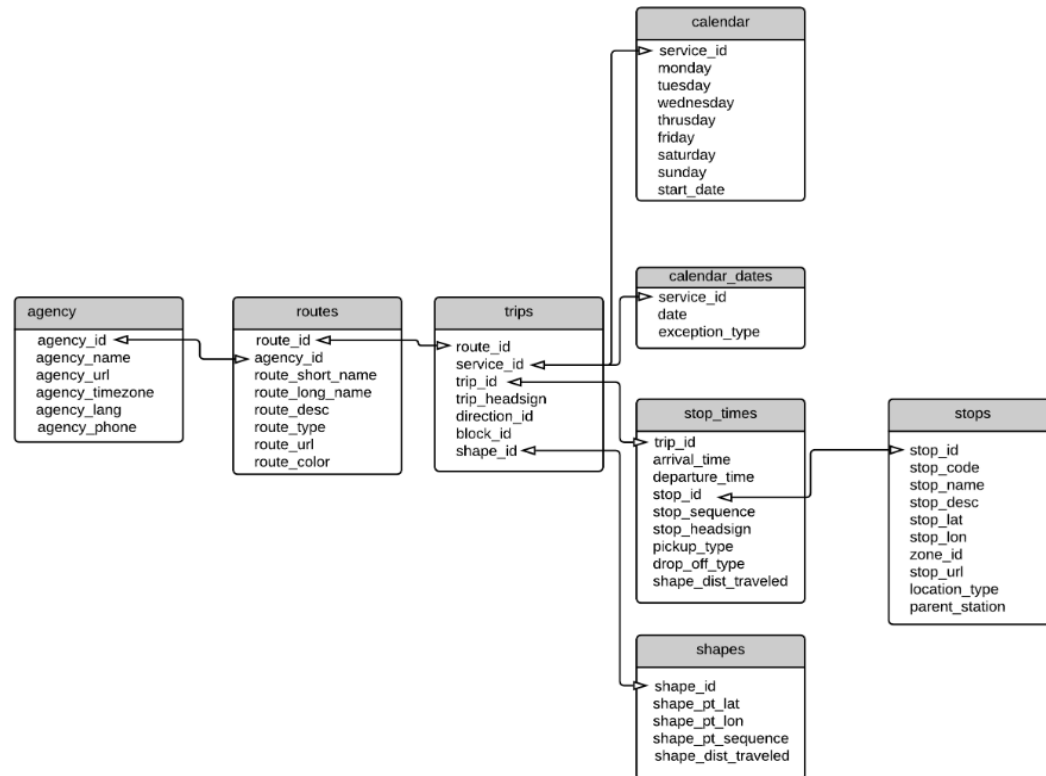 calendar
service_id
monday
tuesday
wednesday
thrusday
friday
saturday
sunday
start_date
calendar_dates
service_id
date
exception_type
agency
agency_id
agency_name
agency_url
agency_timezone
agency_lang
agency_phone
routes
route_id
agency_id
route_short_name
route_long_name
route_desc
route_type
route_url
route_color
trips
route_id
service_id
trip_id
trip_headsign
direction_id
block_id
shape_id
stop_times
trip_id
arrival_time
departure_time
stop_id
stop_sequence
stop_headsign
pickup_type
drop_off_type
shape_dist_traveled
stops
stop_id
stop_code
stop_name
stop_desc
stop_lat
stop_lon
zone_id
stop_url
location_type
parent_station
shapes
shape_id
shape_pt_lat
shape_pt_lon
shape_pt_sequence
shape_dist_traveled